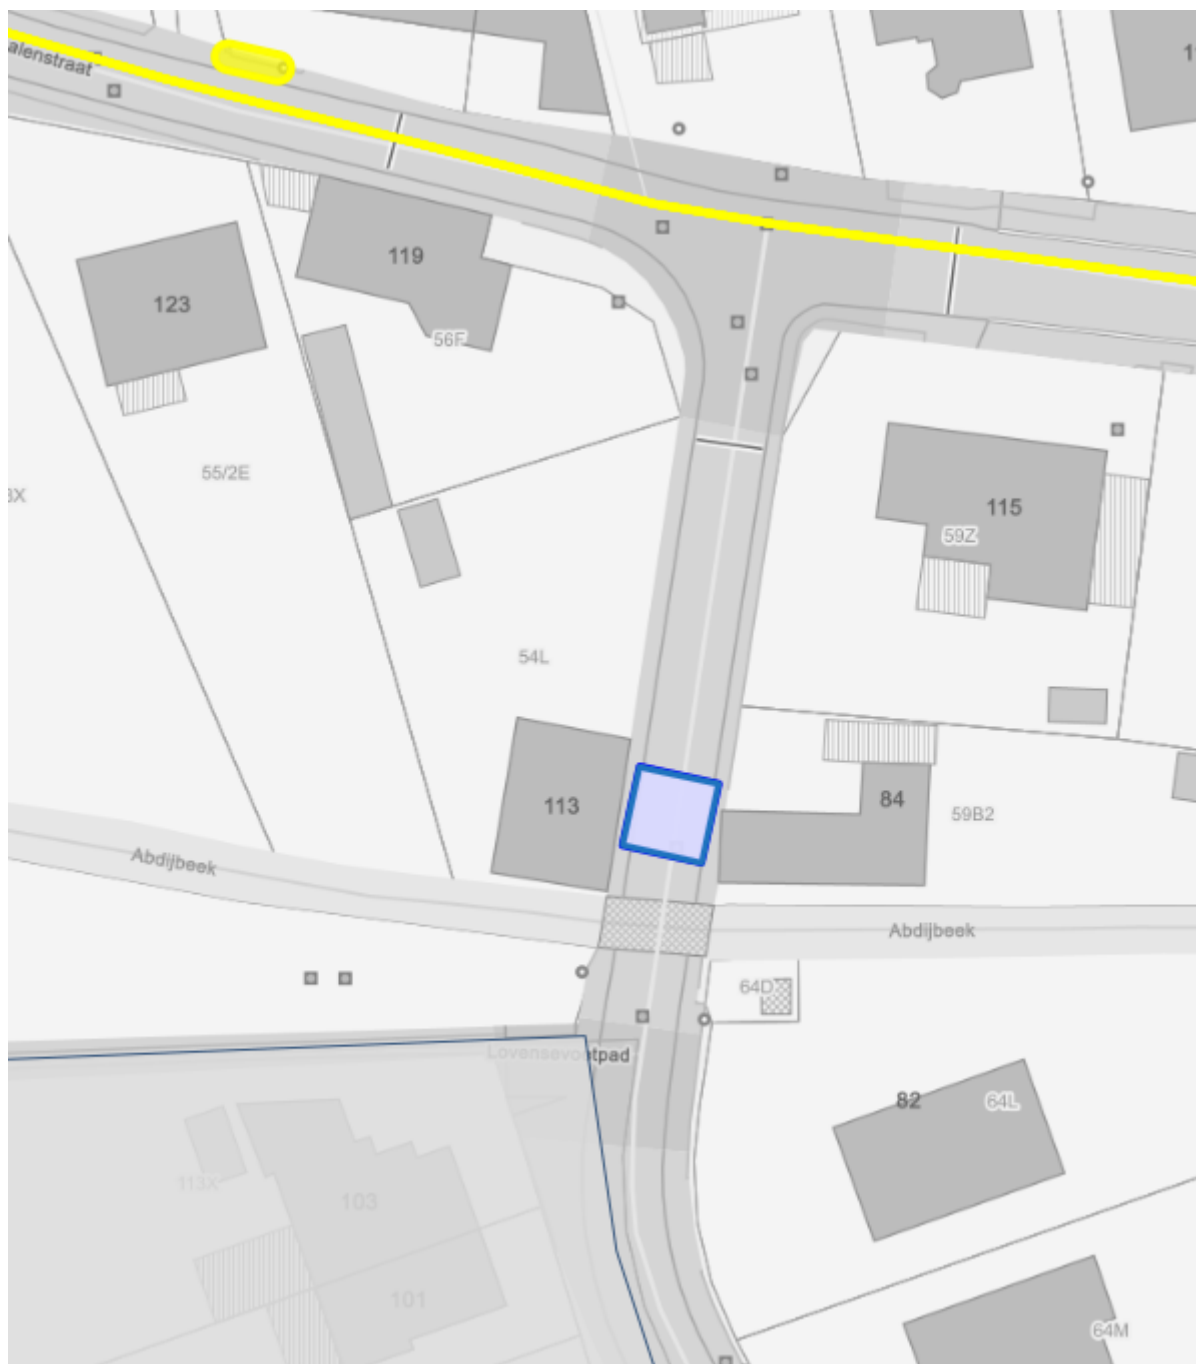 alenstraat
119
123
56F
55/2E
115
59Z
54L
113
84
59B2
Abdijbeek
Abdijbeek
64D
Lovensevoetpad
82
64L
113X
103
101
64M